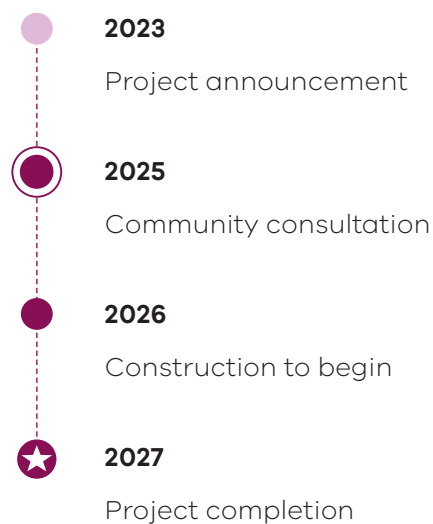 2023
Project announcement
2025
Community consultation
2026
Construction to begin
2027
Project completion